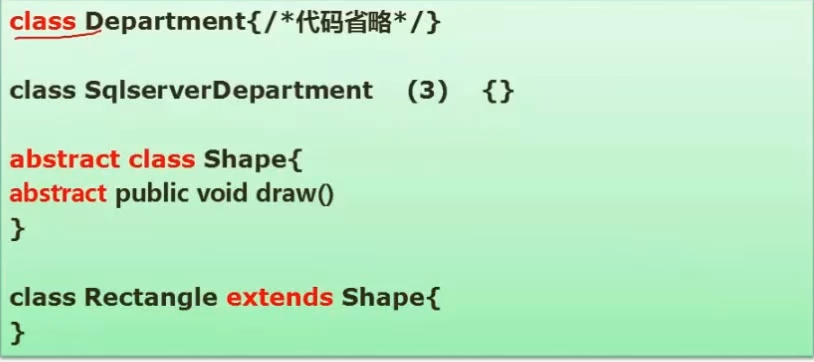 class Department{/*代码省略*/}
class SqlserverDepartment (3) {}
abstract class Shape{
abstract public void draw()
}
class Rectangle extends Shape{
}